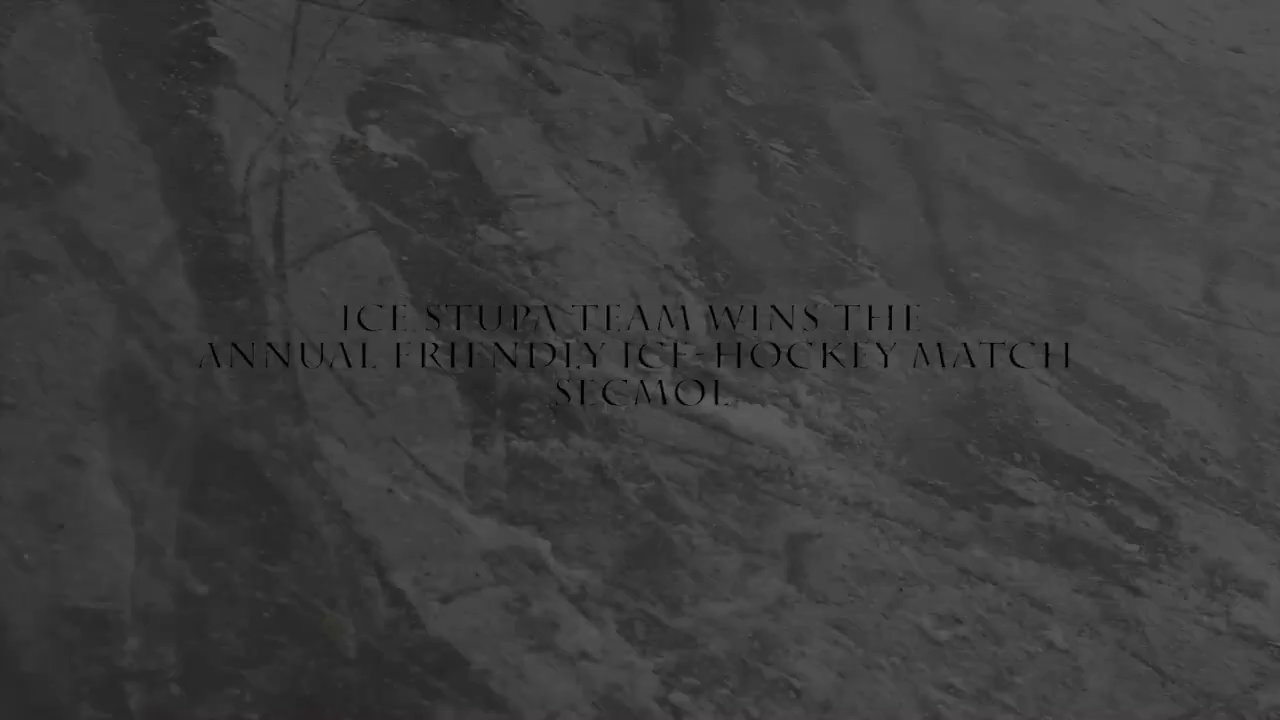 ICE STUPA TEAM WINS THE
ANNUAL FRIENDLY ICE-HOCKEY MATCH
SECMOL